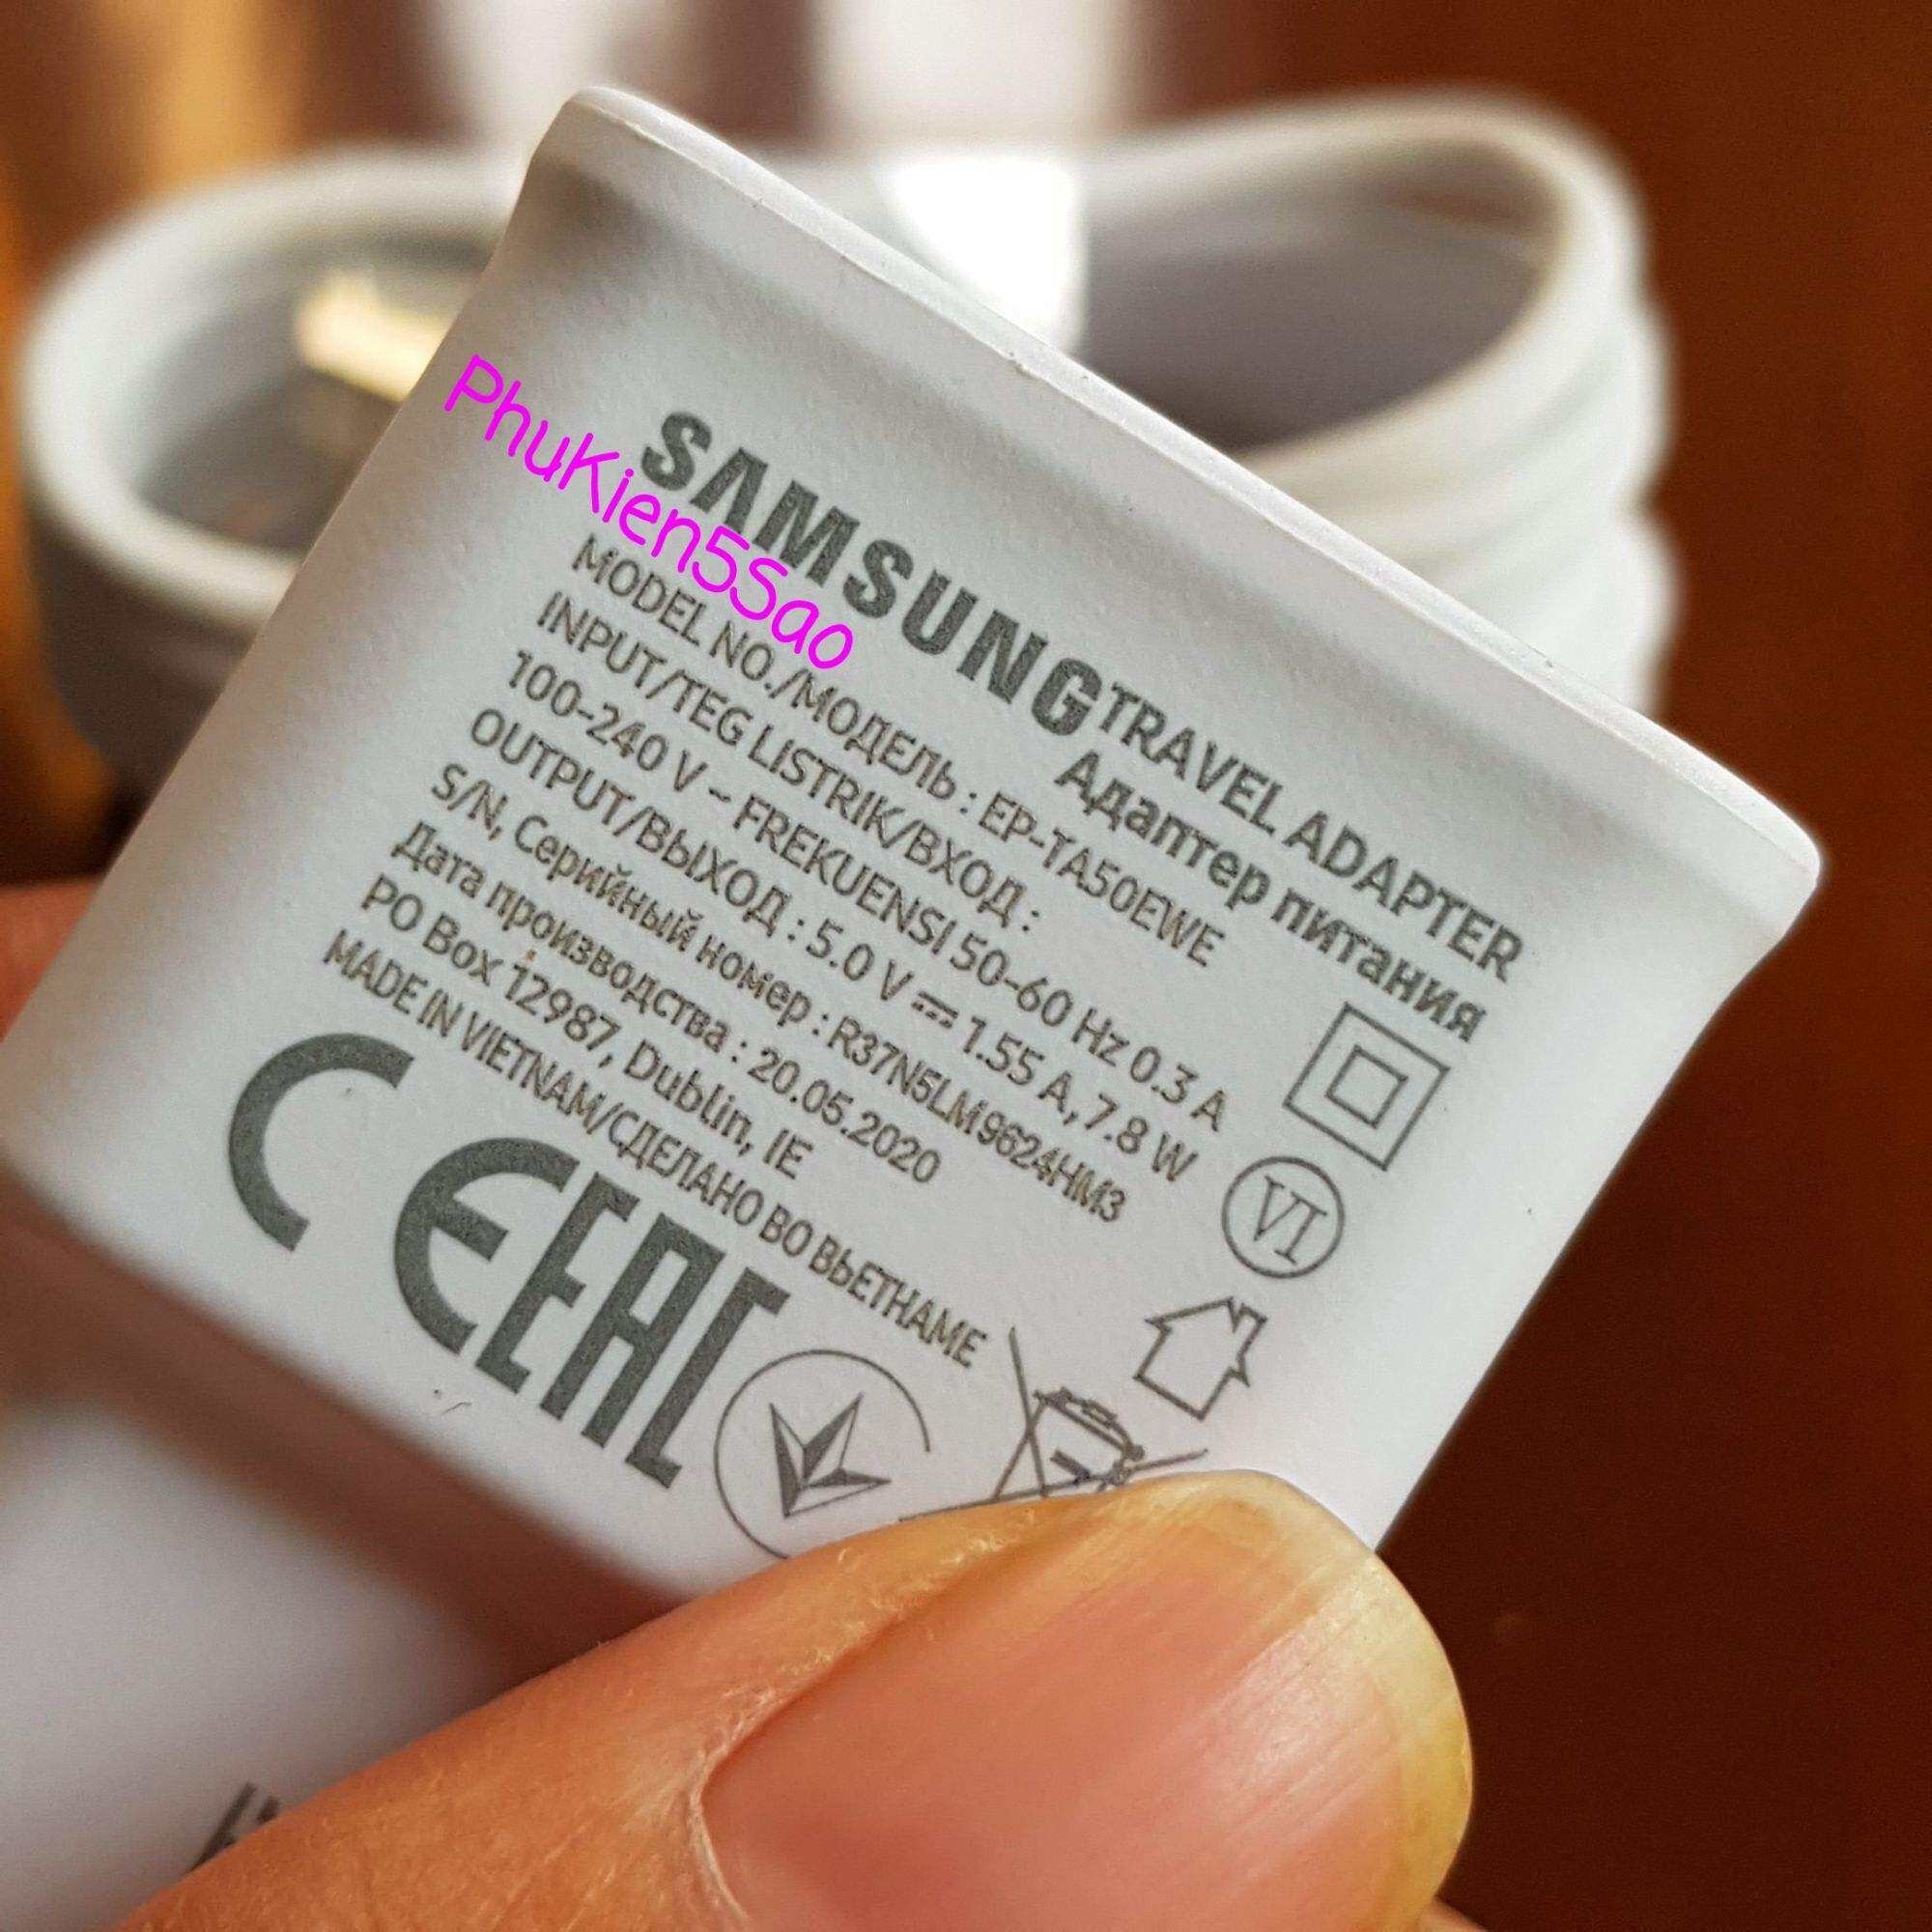 PhuKien5Sao
SAMSUNG TRAVEL ADAPTER
Адаптер питания
MODEL NO./МОДЕЛЬ : EP-TA50EWE
INPUT/TEG LISTRIK/ВХОД :
100-240 V ~ FREKUENSI 50-60 Hz 0.3 A
OUTPUT/ВЫХОД : 5.0 V ⎓ 1.55 A, 7.8 W
S/N, Серийный номер : R37N5LM9624HM3
Дата производства : 20.05.2020
PO Box 12987, Dublin, IE
MADE IN VIETNAM/СДЕЛАНО ВО ВЬЕТНАМЕ
VI
CE EAC